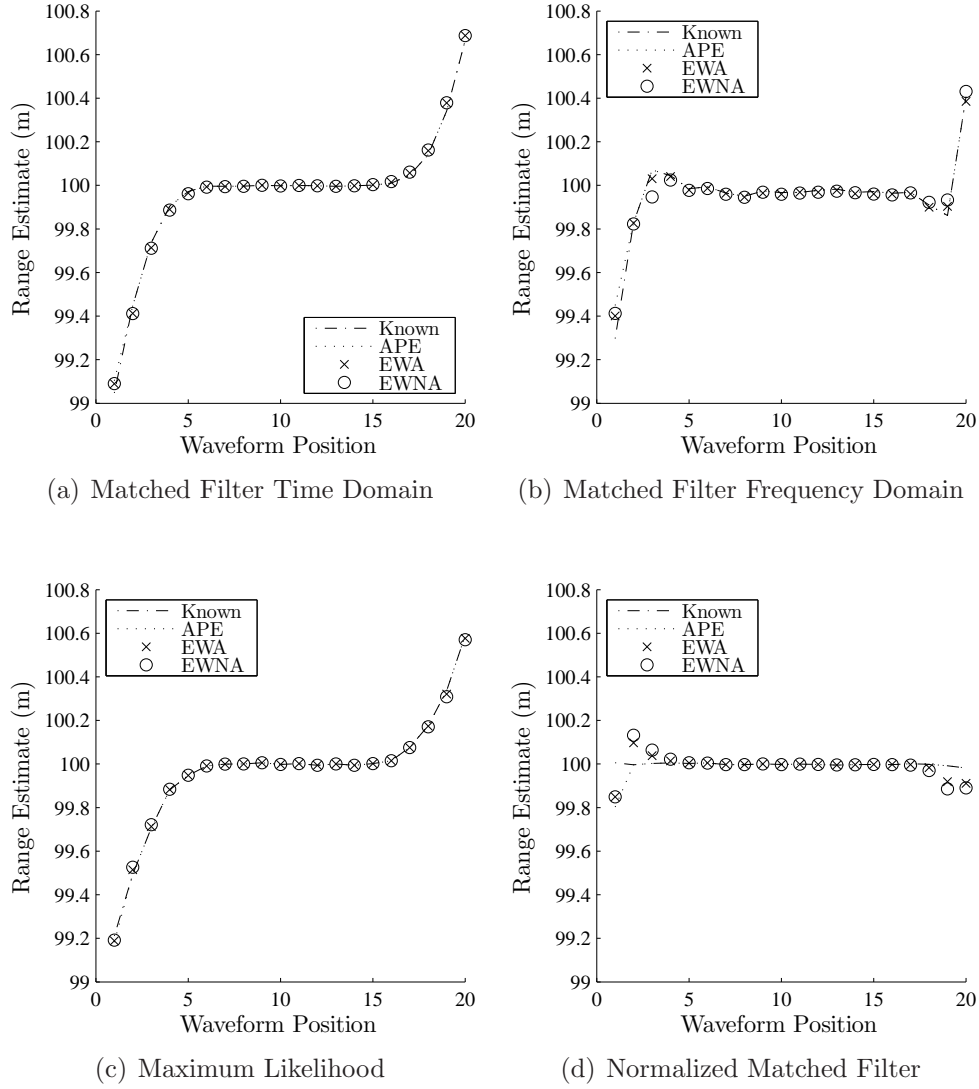 100.8
100.6
100.4
100.2
100
99.8
99.6
99.4
99.2
99
Range Estimate (m)
0 5 10 15 20
Waveform Position
Known
APE
EWA
EWNA
(a) Matched Filter Time Domain
100.8
100.6
100.4
100.2
100
99.8
99.6
99.4
99.2
99
Range Estimate (m)
0 5 10 15 20
Waveform Position
Known
APE
EWA
EWNA
(b) Matched Filter Frequency Domain
100.8
100.6
100.4
100.2
100
99.8
99.6
99.4
99.2
99
Range Estimate (m)
0 5 10 15 20
Waveform Position
Known
APE
EWA
EWNA
(c) Maximum Likelihood
100.8
100.6
100.4
100.2
100
99.8
99.6
99.4
99.2
99
Range Estimate (m)
0 5 10 15 20
Waveform Position
Known
APE
EWA
EWNA
(d) Normalized Matched Filter